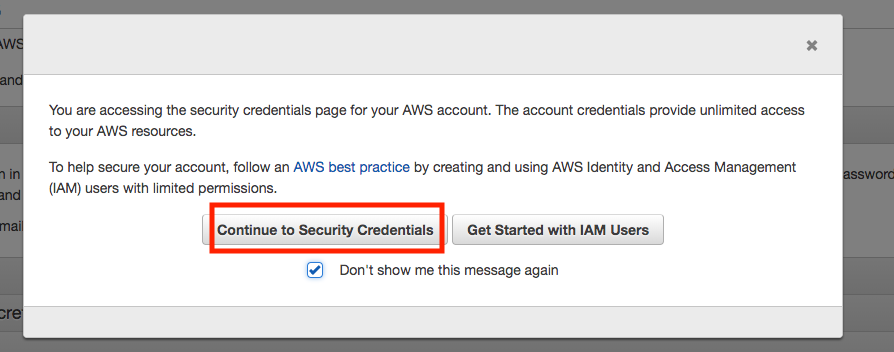 AWS
and
You are accessing the security credentials page for your AWS account. The account credentials provide unlimited access
to your AWS resources.
To help secure your account, follow an AWS best practice by creating and using AWS Identity and Access Management
(IAM) users with limited permissions.
n in
assword
and
mail
Continue to Security Credentials
Get Started with IAM Users
Don't show me this message again
cret